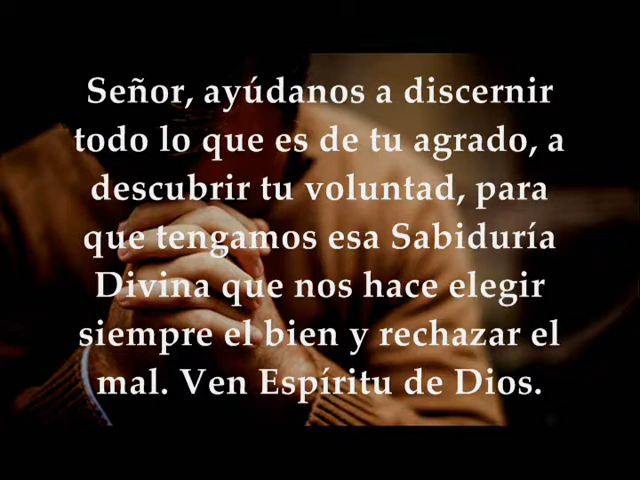 Señor, ayúdanos a discernir
todo lo que es de tu agrado, a
descubrir tu voluntad, para
que tengamos esa Sabiduría
Divina que nos hace elegir
siempre el bien y rechazar el
mal. Ven Espíritu de Dios.